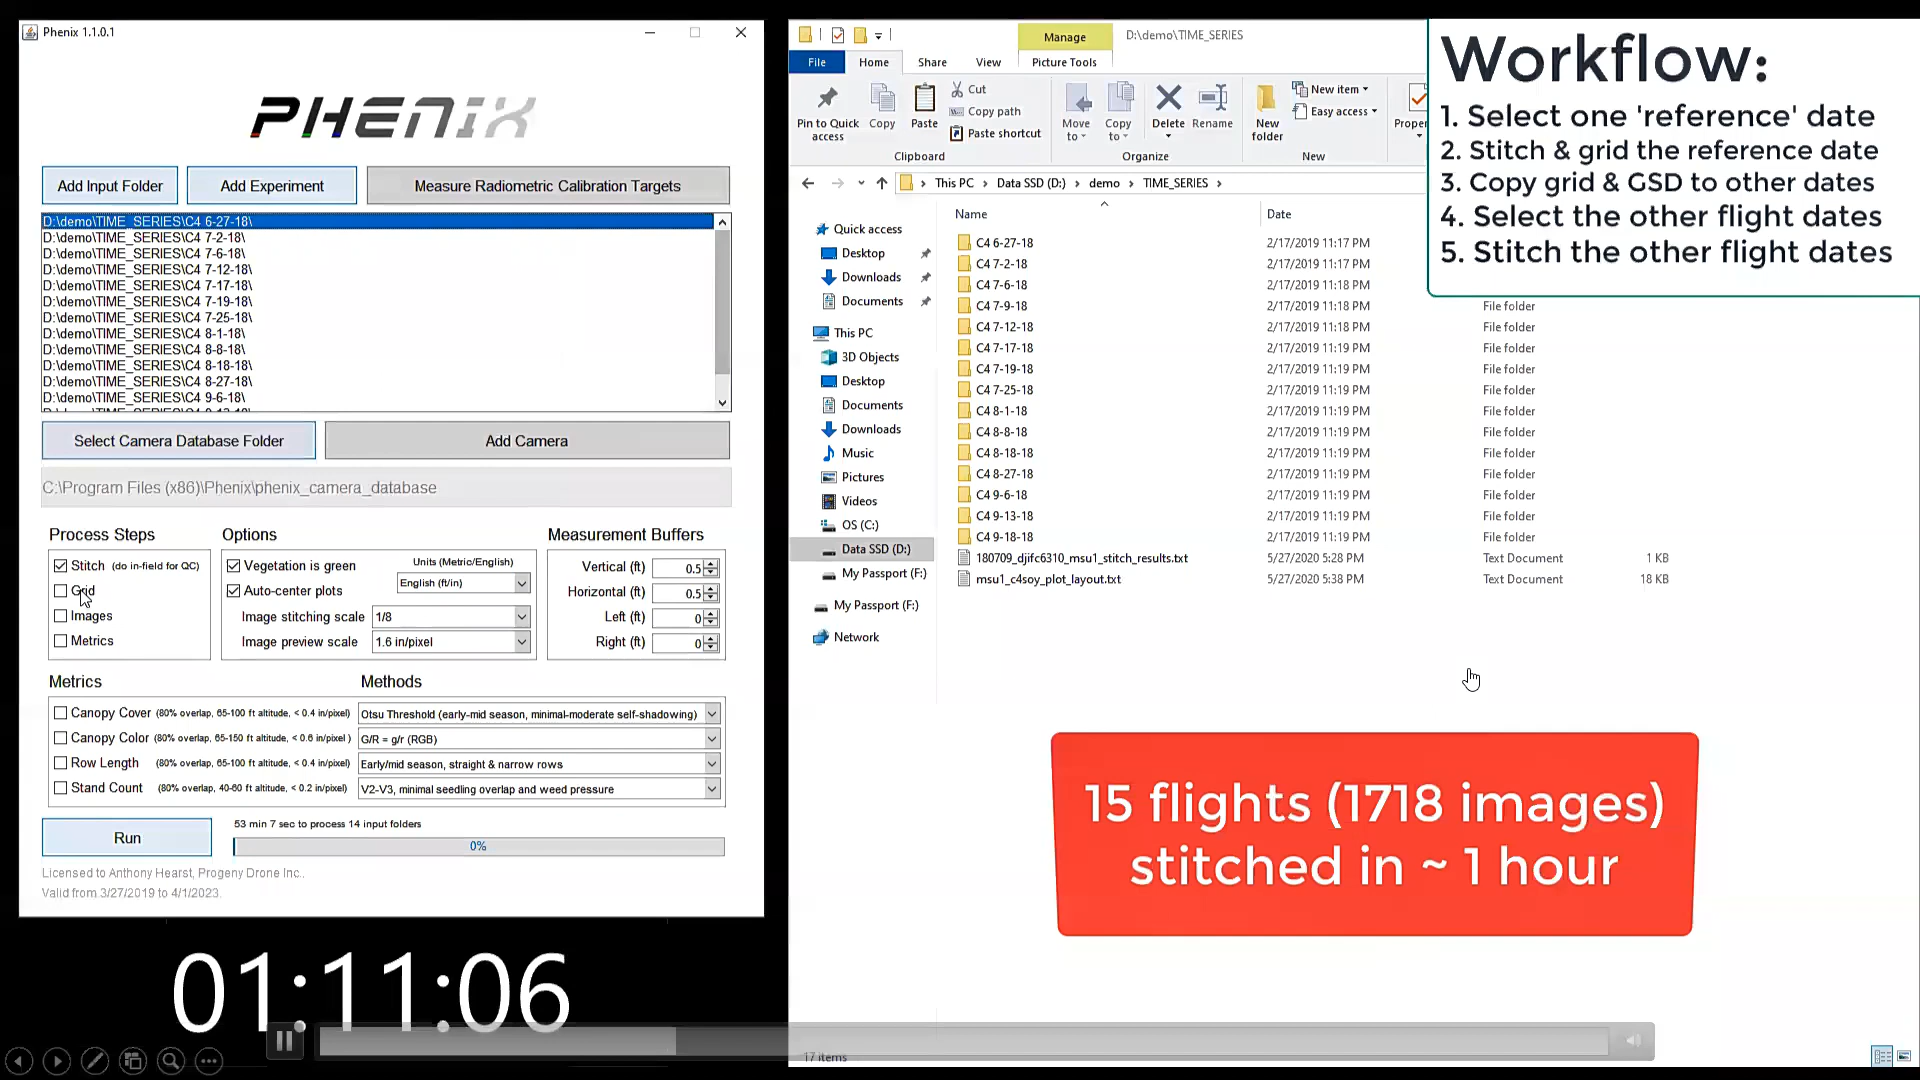 Phenix 1.1.0.1
PHENIX
Add Input Folder
Add Experiment
Measure Radiometric Calibration Targets
D:\demo\TIME_SERIES\C4 6-27-18\
D:\demo\TIME_SERIES\C4 7-2-18\
D:\demo\TIME_SERIES\C4 7-6-18\
D:\demo\TIME_SERIES\C4 7-12-18\
D:\demo\TIME_SERIES\C4 7-17-18\
D:\demo\TIME_SERIES\C4 7-19-18\
D:\demo\TIME_SERIES\C4 7-25-18\
D:\demo\TIME_SERIES\C4 8-1-18\
D:\demo\TIME_SERIES\C4 8-8-18\
D:\demo\TIME_SERIES\C4 8-18-18\
D:\demo\TIME_SERIES\C4 8-27-18\
D:\demo\TIME_SERIES\C4 9-6-18\
Select Camera Database Folder
Add Camera
C:\Program Files (x86)\Phenix\phenix_camera_database
Process Steps
Stitch (do in-field for QC)
Grid
Images
Metrics
Options
Vegetation is green
Auto-center plots
Units (Metric/English)
English (ft/in)
Image stitching scale 1/8
Image preview scale 1.6 in/pixel
Measurement Buffers
Vertical (ft) 0.5
Horizontal (ft) 0.5
Left (ft) 0
Right (ft) 0
Metrics
Methods
Canopy Cover (80% overlap, 65-100 ft altitude, < 0.4 in/pixel) Otsu Threshold (early-mid season, minimal-moderate self-shadowing)
Canopy Color (80% overlap, 65-150 ft altitude, < 0.6 in/pixel ) G/R = g/r (RGB)
Row Length (80% overlap, 65-100 ft altitude, < 0.4 in/pixel) Early/mid season, straight & narrow rows
Stand Count (80% overlap, 40-60 ft altitude, < 0.2 in/pixel) V2-V3, minimal seedling overlap and weed pressure
Run
53 min 7 sec to process 14 input folders
0%
Licensed to Anthony Hearst, Progeny Drone Inc..
Valid from 3/27/2019 to 4/1/2023.
01:11:06
Manage
D:\demo\TIME_SERIES
File Home Share View Picture Tools
Pin to Quick access
Copy
Paste
Cut
Copy path
Paste shortcut
Clipboard
Move to
Copy to
Delete
Rename
Organize
New folder
New item
Easy access
New
Proper
This PC > Data SSD (D:) > demo > TIME_SERIES >
Quick access
Desktop
Downloads
Documents
This PC
3D Objects
Desktop
Documents
Downloads
Music
Pictures
Videos
OS (C:)
Data SSD (D:)
My Passport (F:)
My Passport (F:)
Network
Name Date
C4 6-27-18 2/17/2019 11:17 PM
C4 7-2-18 2/17/2019 11:17 PM
C4 7-6-18 2/17/2019 11:18 PM
C4 7-9-18 2/17/2019 11:18 PM File folder
C4 7-12-18 2/17/2019 11:18 PM File folder
C4 7-17-18 2/17/2019 11:19 PM File folder
C4 7-19-18 2/17/2019 11:19 PM File folder
C4 7-25-18 2/17/2019 11:19 PM File folder
C4 8-1-18 2/17/2019 11:19 PM File folder
C4 8-8-18 2/17/2019 11:19 PM File folder
C4 8-18-18 2/17/2019 11:19 PM File folder
C4 8-27-18 2/17/2019 11:19 PM File folder
C4 9-6-18 2/17/2019 11:19 PM File folder
C4 9-13-18 2/17/2019 11:19 PM File folder
C4 9-18-18 2/17/2019 11:19 PM File folder
180709_djifc6310_msu1_stitch_results.txt 5/27/2020 5:28 PM Text Document 1 KB
msu1_c4soy_plot_layout.txt 5/27/2020 5:38 PM Text Document 18 KB
17 items
Workflow:
1. Select one 'reference' date
2. Stitch & grid the reference date
3. Copy grid & GSD to other dates
4. Select the other flight dates
5. Stitch the other flight dates
15 flights (1718 images)
stitched in ~ 1 hour